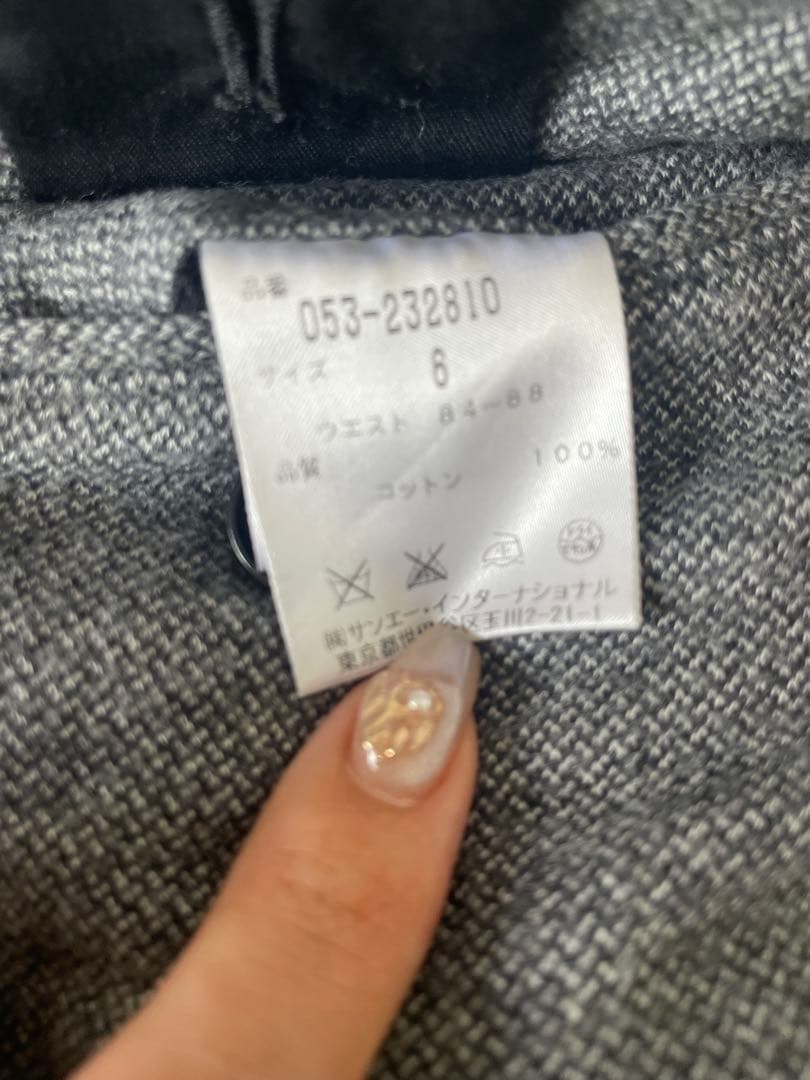 品番
053-232810
サイズ 6
ウエスト 84-88
品質 100%
コットン
㈱サンエー・インターナショナル
東京都世田谷区玉川2-21-1